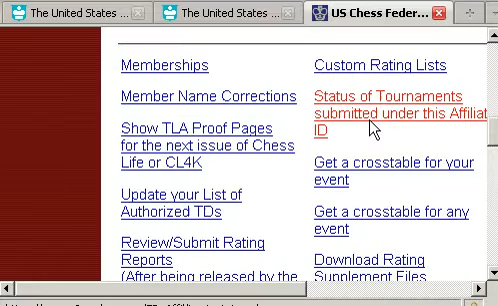 The United States ...
The United States ...
US Chess Feder...
Memberships
Custom Rating Lists
Member Name Corrections
Status of Tournaments
submitted under this Affiliat
ID
Show TLA Proof Pages
for the next issue of Chess
Life or CL4K
Get a crosstable for your
event
Update your List of
Authorized TDs
Get a crosstable for any
event
Review/Submit Rating
Reports
(After being released by the
Download Rating
Supplement Files